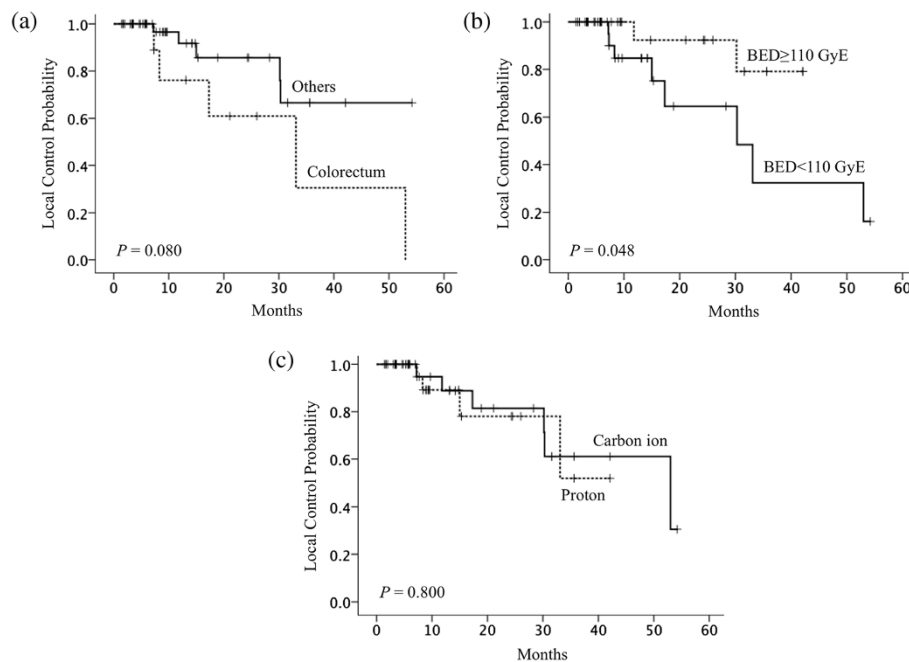 (a)
Local Control Probability
1.0
0.8
0.6
0.4
0.2
0.0
Others
Colorectum
P = 0.080
0 10 20 30 40 50 60
Months
(b)
Local Control Probability
1.0
0.8
0.6
0.4
0.2
0.0
BED≥110 GyE
BED<110 GyE
P = 0.048
0 10 20 30 40 50 60
Months
(c)
Local Control Probability
1.0
0.8
0.6
0.4
0.2
0.0
Carbon ion
Proton
P = 0.800
0 10 20 30 40 50 60
Months